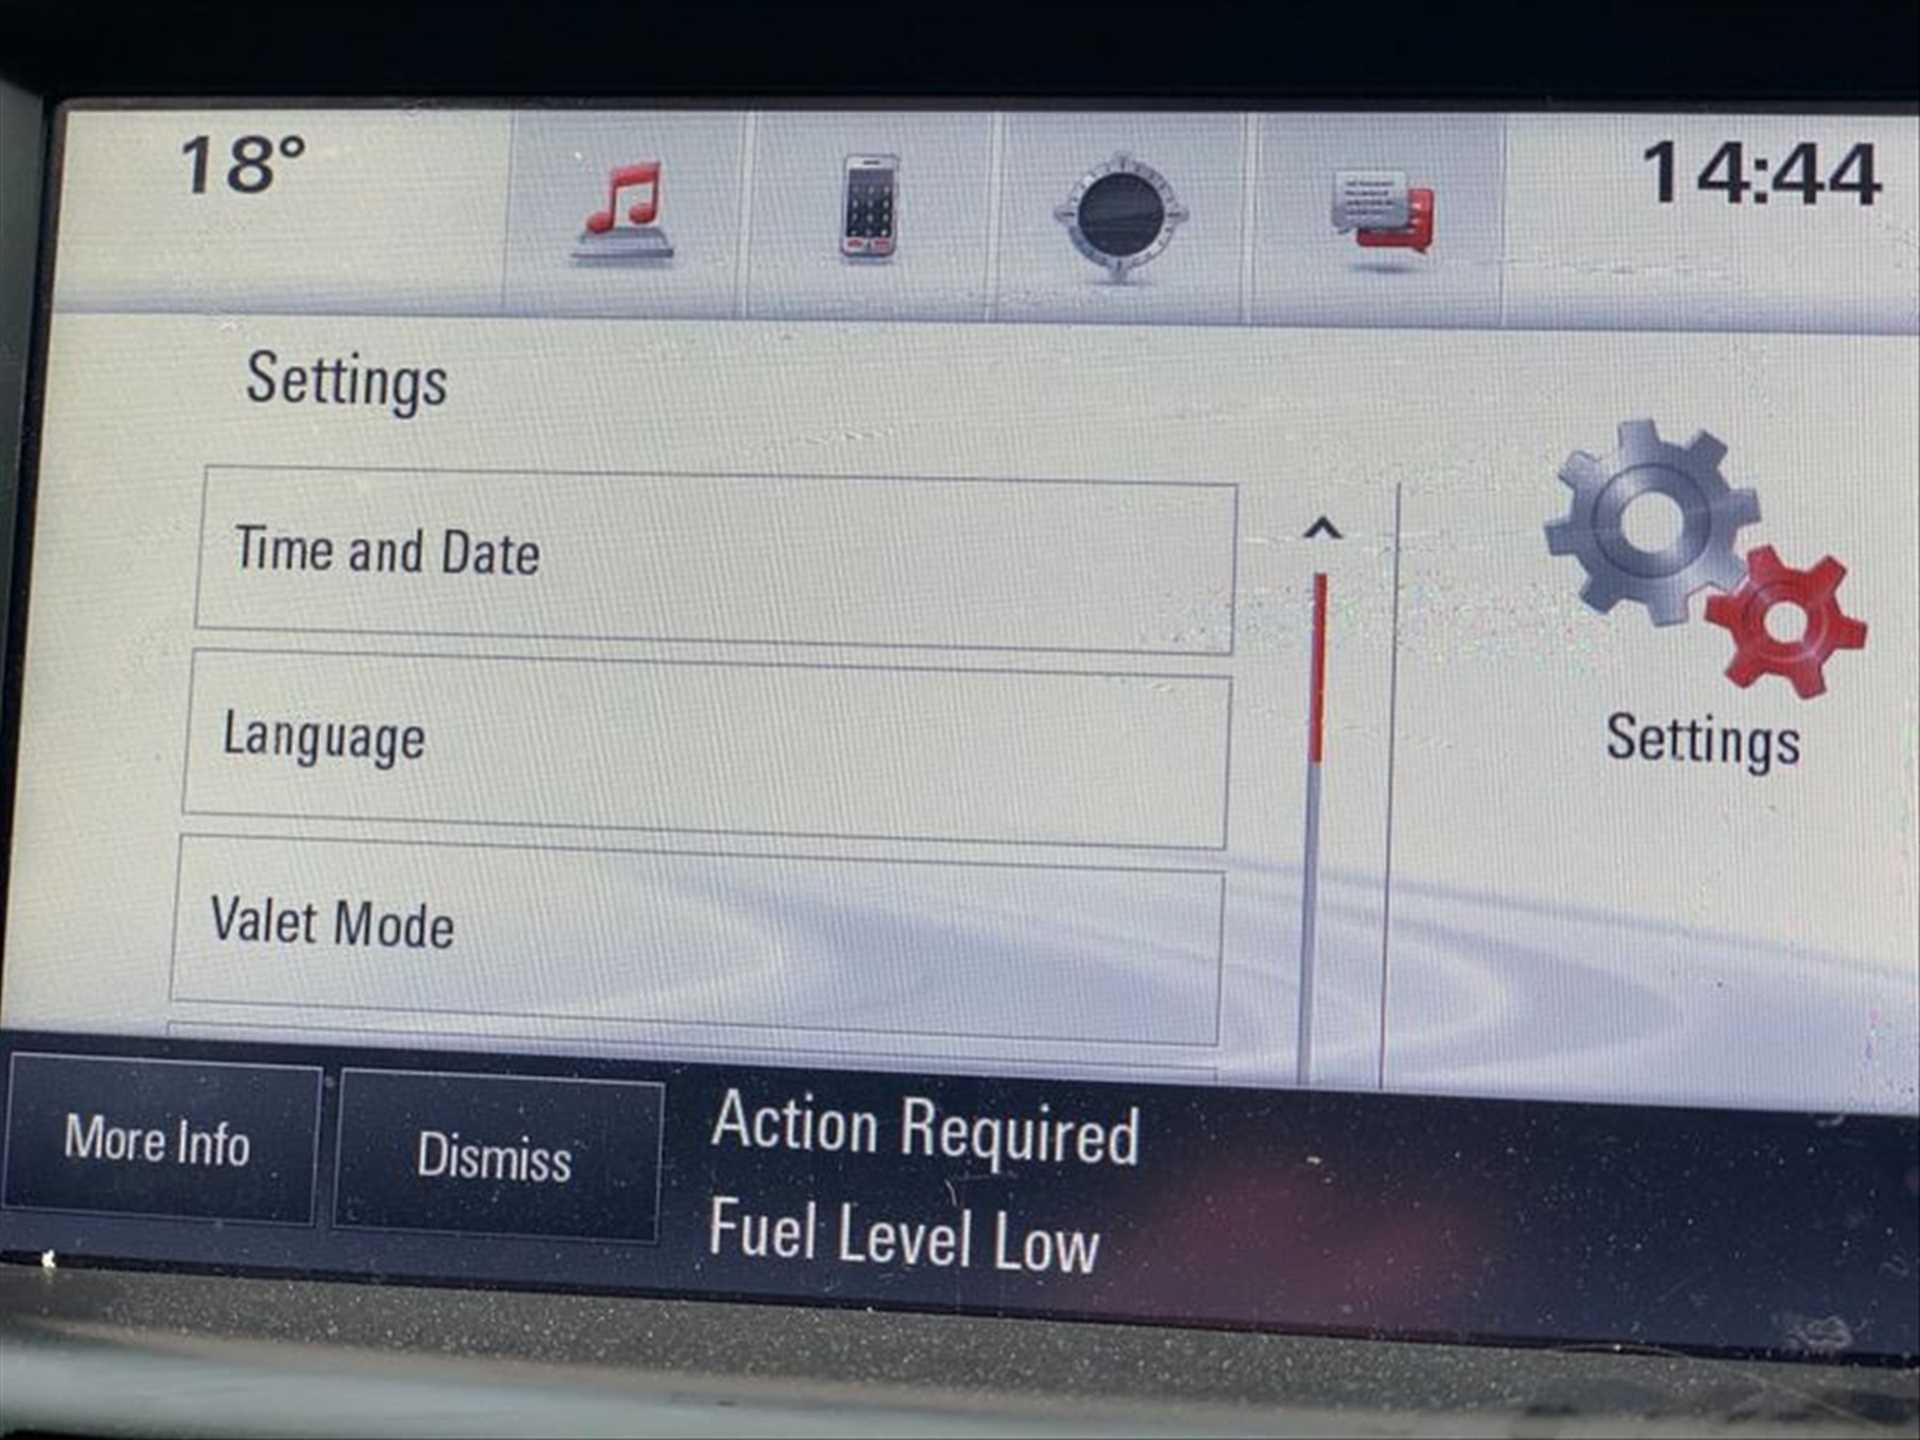 18°
14:44
Settings
Time and Date
Language
Valet Mode
Settings
More Info
Dismiss
Action Required
Fuel Level Low